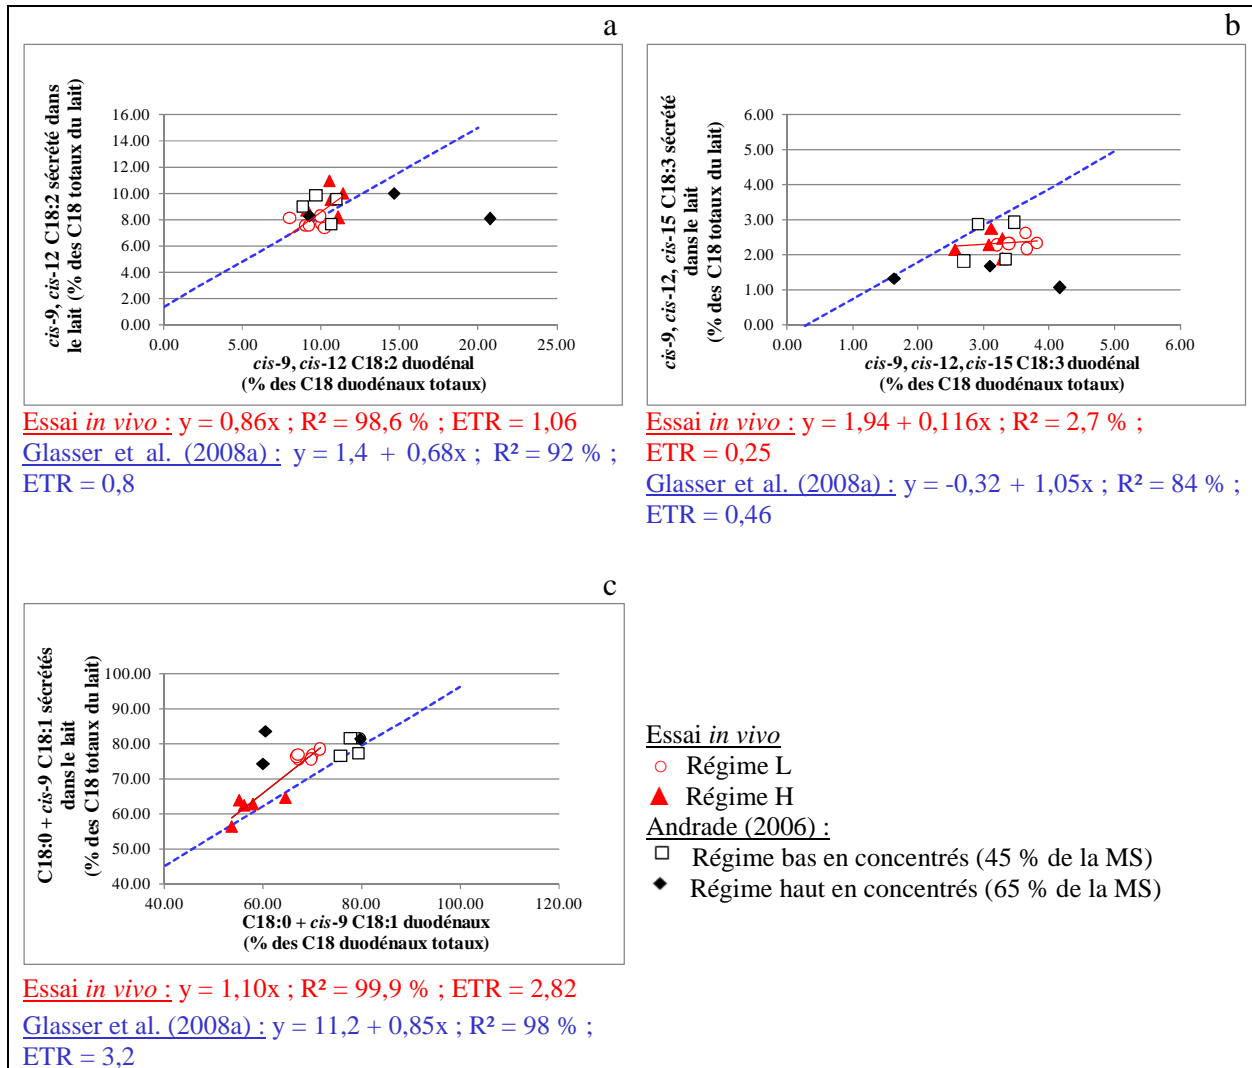 a
cis-9, cis-12 C18:2 sécrété dans
le lait (% des C18 totaux du lait)
16.00
14.00
12.00
10.00
8.00
6.00
4.00
2.00
0.00
0.00 5.00 10.00 15.00 20.00 25.00
cis-9, cis-12 C18:2 duodénal
(% des C18 duodénaux totaux)
Essai in vivo : y = 0,86x ; R² = 98,6 % ; ETR = 1,06
Glasser et al. (2008a) : y = 1,4 + 0,68x ; R² = 92 % ;
ETR = 0,8
b
cis-9, cis-12, cis-15 C18:3 sécrété
dans le lait
(% des C18 totaux du lait)
6.00
5.00
4.00
3.00
2.00
1.00
0.00
0.00 1.00 2.00 3.00 4.00 5.00 6.00
cis-9, cis-12, cis-15 C18:3 duodénal
(% des C18 duodénaux totaux)
Essai in vivo : y = 1,94 + 0,116x ; R² = 2,7 % ;
ETR = 0,25
Glasser et al. (2008a) : y = -0,32 + 1,05x ; R² = 84 % ;
ETR = 0,46
c
C18:0 + cis-9 C18:1 sécrétés
dans le lait
(% des C18 totaux du lait)
100.00
90.00
80.00
70.00
60.00
50.00
40.00
40.00 60.00 80.00 100.00 120.00
C18:0 + cis-9 C18:1 duodénaux
(% des C18 duodénaux totaux)
Essai in vivo : y = 1,10x ; R² = 99,9 % ; ETR = 2,82
Glasser et al. (2008a) : y = 11,2 + 0,85x ; R² = 98 % ;
ETR = 3,2
Essai in vivo
Régime L
Régime H
Andrade (2006) :
Régime bas en concentrés (45 % de la MS)
Régime haut en concentrés (65 % de la MS)